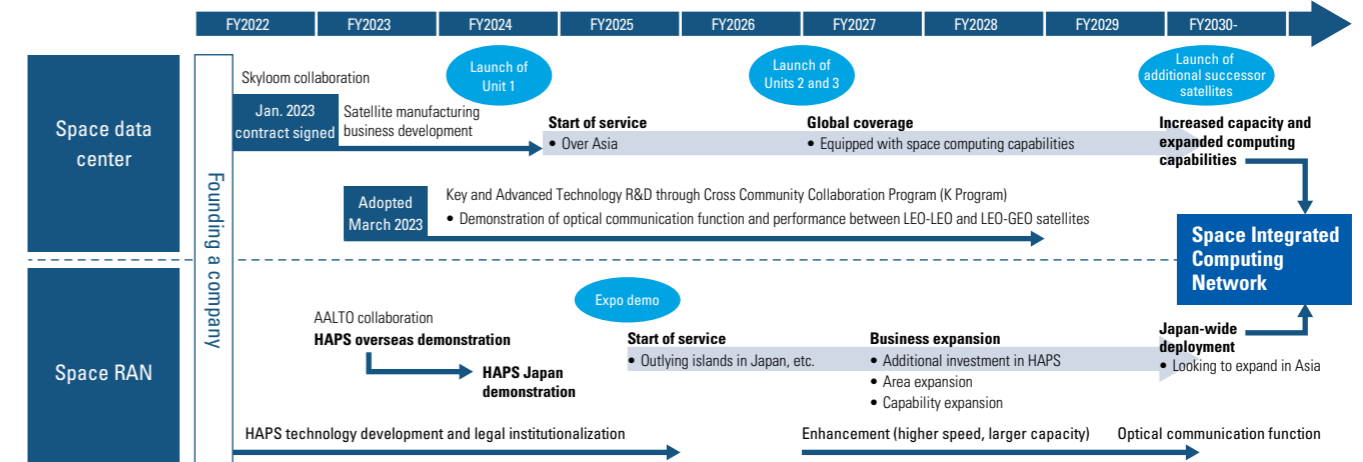 FY2022
FY2023
FY2024
FY2025
FY2026
FY2027
FY2028
FY2029
FY2030-
Space data
center
Founding a company
Skyloom collaboration
Jan. 2023
contract signed
Satellite manufacturing
business development
Launch of
Unit 1
Start of service
• Over Asia
Launch of
Units 2 and 3
Global coverage
• Equipped with space computing capabilities
Launch of
additional successor
satellites
Increased capacity and
expanded computing
capabilities
Adopted
March 2023
Key and Advanced Technology R&D through Cross Community Collaboration Program (K Program)
• Demonstration of optical communication function and performance between LEO-LEO and LEO-GEO satellites
Space Integrated
Computing
Network
Space RAN
AALTO collaboration
HAPS overseas demonstration
HAPS Japan
demonstration
Expo demo
Start of service
• Outlying islands in Japan, etc.
Business expansion
• Additional investment in HAPS
• Area expansion
• Capability expansion
Japan-wide
deployment
• Looking to expand in Asia
HAPS technology development and legal institutionalization
Enhancement (higher speed, larger capacity)
Optical communication function